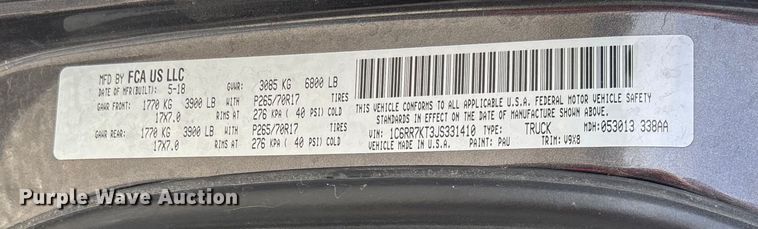 MFD BY FCA US LLC
DATE OF MFR(BUILT): 5-18 GVWR: 3085 KG 6800 LB
GAWR FRONT: 1770 KG 3900 LB WITH P265/70R17 TIRES
17X7.0 RIMS AT 276 KPA ( 40 PSI) COLD
GAWR REAR: 1770 KG 3900 LB WITH P265/70R17 TIRES
17X7.0 RIMS AT 276 KPA ( 40 PSI) COLD
THIS VEHICLE CONFORMS TO ALL APPLICABLE U.S.A. FEDERAL MOTOR VEHICLE SAFETY
STANDARDS IN EFFECT ON THE DATE OF MANUFACTURE SHOWN ABOVE.
VIN: 1C6RR7KT3JS331410 TYPE: TRUCK MDH: 053013 338AA
VEHICLE MADE IN U.S.A. PAINT: PAU TRIM: V9X8
Purple Wave Auction
Purple Wave Auction